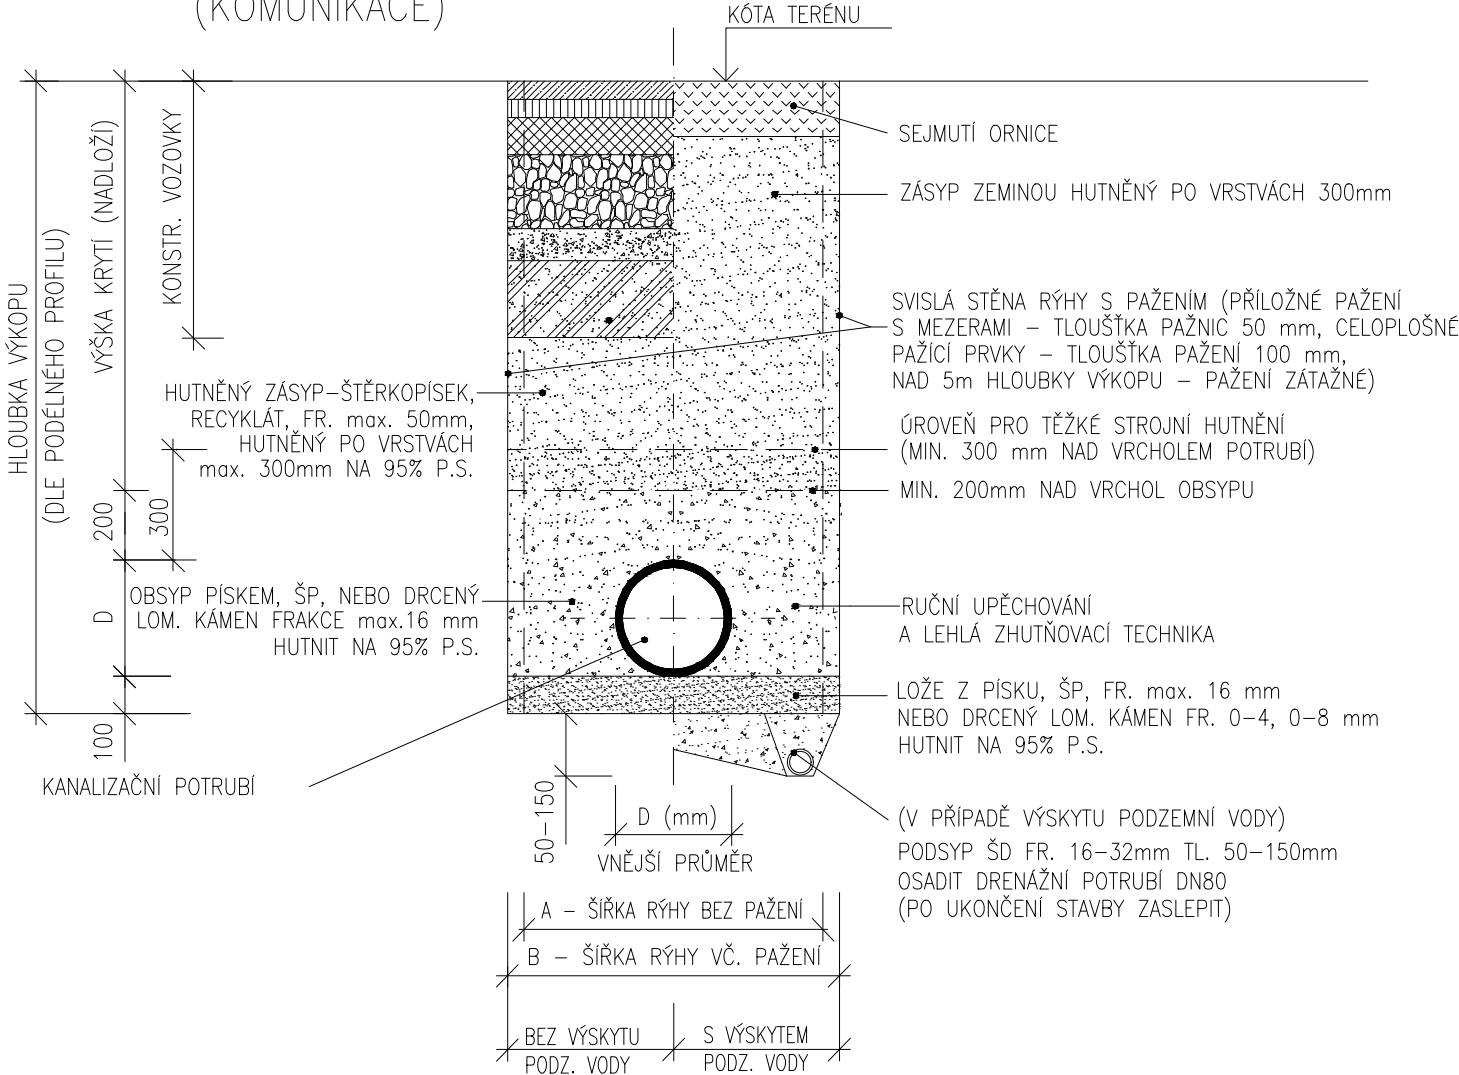 (KOMUNIKACE)
KÓTA TERÉNU
HLOUBKA VÝKOPU
(DLE PODÉLNÉHO PROFILU)
VÝŠKA KRYTÍ (NADLOŽÍ)
KONSTR. VOZOVKY
SEJMUTÍ ORNICE
ZÁSYP ZEMINOU HUTNĚNÝ PO VRSTVÁCH 300mm
SVISLÁ STĚNA RÝHY S PAŽENÍM (PŘÍLOŽNÉ PAŽENÍ
S MEZERAMI – TLOUŠŤKA PAŽNIC 50 mm, CELOPLOŠNÉ
PAŽÍCÍ PRVKY – TLOUŠŤKA PAŽENÍ 100 mm,
NAD 5m HLOUBKY VÝKOPU – PAŽENÍ ZÁTAŽNÉ)
HUTNĚNÝ ZÁSYP–ŠTĚRKOPÍSEK,
RECYKLÁT, FR. max. 50mm,
HUTNĚNÝ PO VRSTVÁCH
max. 300mm NA 95% P.S.
ÚROVEŇ PRO TĚŽKÉ STROJNÍ HUTNĚNÍ
(MIN. 300 mm NAD VRCHOLEM POTRUBÍ)
MIN. 200mm NAD VRCHOL OBSYPU
200
300
D
100
OBSYP PÍSKEM, ŠP, NEBO DRCENÝ
LOM. KÁMEN FRAKCE max.16 mm
HUTNIT NA 95% P.S.
RUČNÍ UPĚCHOVÁNÍ
A LEHLÁ ZHUTŇOVACÍ TECHNIKA
LOŽE Z PÍSKU, ŠP, FR. max. 16 mm
NEBO DRCENÝ LOM. KÁMEN FR. 0–4, 0–8 mm
HUTNIT NA 95% P.S.
KANALIZAČNÍ POTRUBÍ
50–150
D (mm)
VNĚJŠÍ PRŮMĚR
(V PŘÍPADĚ VÝSKYTU PODZEMNÍ VODY)
PODSYP ŠD FR. 16–32mm TL. 50–150mm
OSADIT DRENÁŽNÍ POTRUBÍ DN80
(PO UKONČENÍ STAVBY ZASLEPIT)
A – ŠÍŘKA RÝHY BEZ PAŽENÍ
B – ŠÍŘKA RÝHY VČ. PAŽENÍ
BEZ VÝSKYTU
PODZ. VODY
S VÝSKYTEM
PODZ. VODY